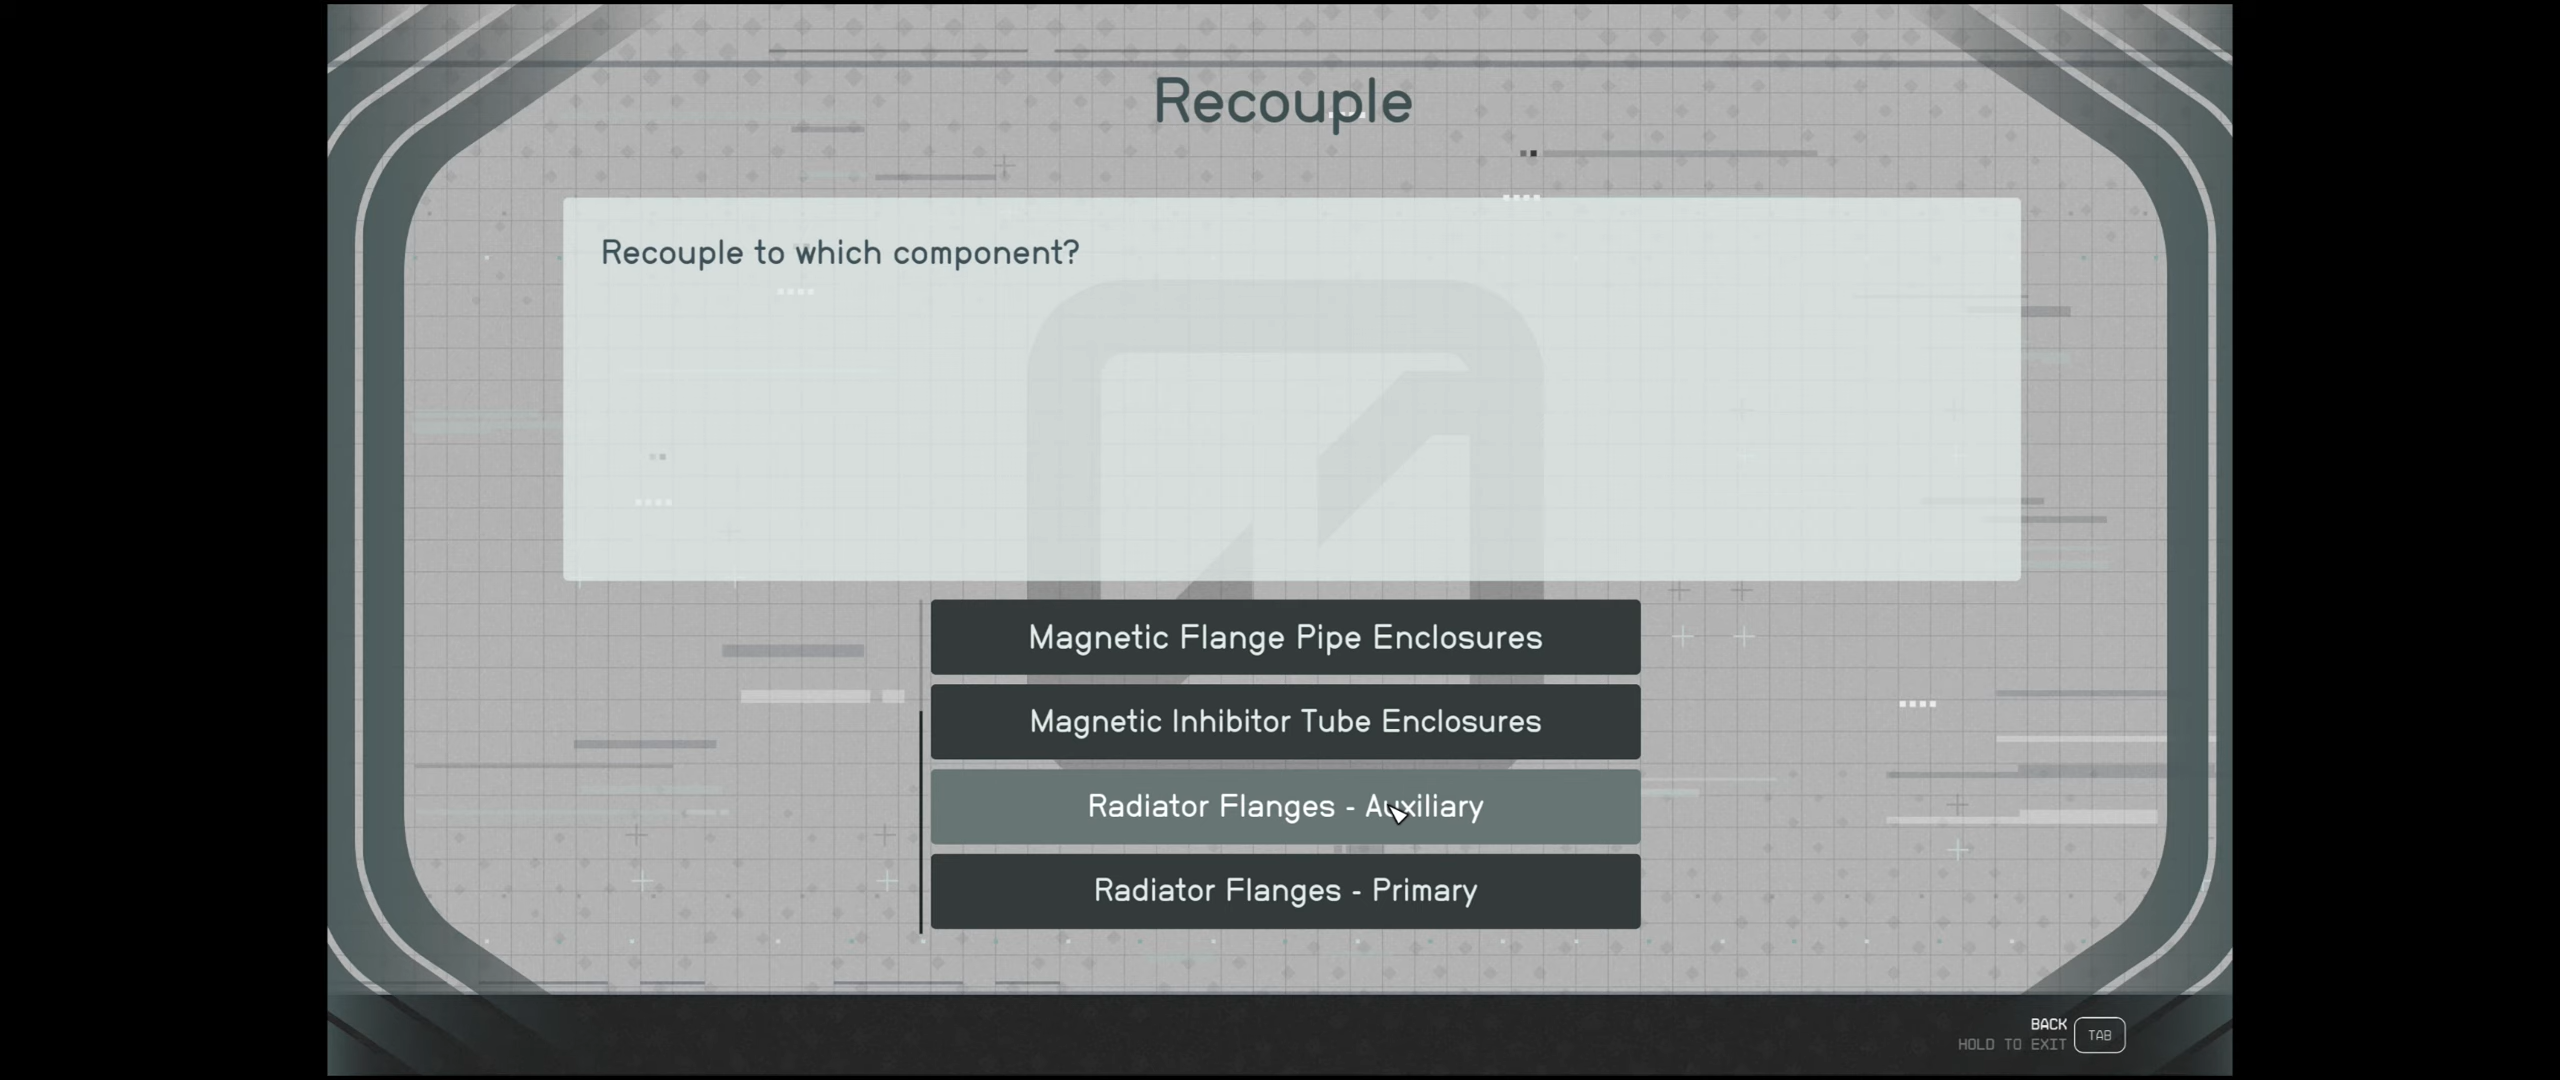 Recouple
Recouple to which component?
Magnetic Flange Pipe Enclosures
Magnetic Inhibitor Tube Enclosures
Radiator Flanges - Auxiliary
Radiator Flanges - Primary
BACK
HOLD TO EXIT
TAB